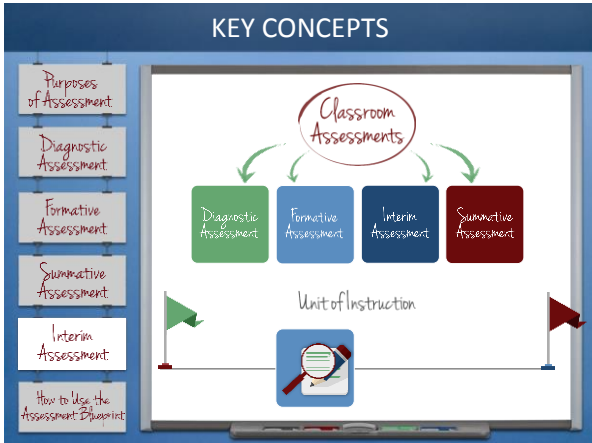 KEY CONCEPTS
Purposes
of Assessment
Diagnostic
Assessment
Formative
Assessment
Summative
Assessment
Interim
Assessment
How to Use the
Assessment Blueprint
Classroom
Assessments
Diagnostic
Assessment
Formative
Assessment
Interim
Assessment
Summative
Assessment
Unit of Instruction